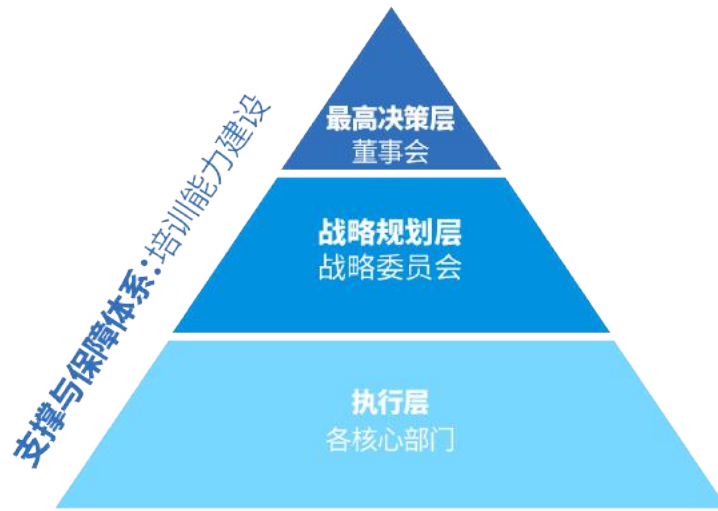 最高决策层
董事会
战略规划层
战略委员会
执行层
各核心部门
支撑与保障体系:培训能力建设